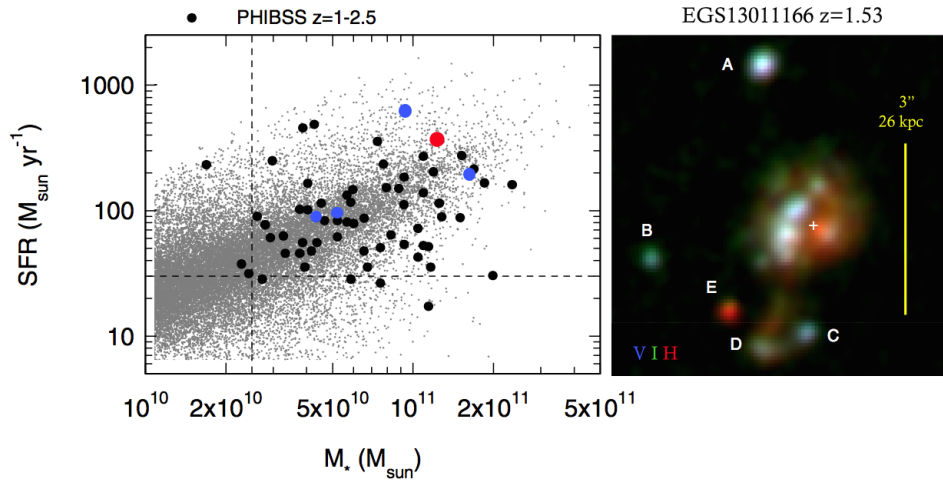 PHIBSS z=1-2.5
SFR (M_sun yr^-1)
1000
100
10
10^10
2x10^10
5x10^10
10^11
2x10^11
5x10^11
M_* (M_sun)
EGS13011166 z=1.53
A
3”
26 kpc
B
E
D
C
V I H